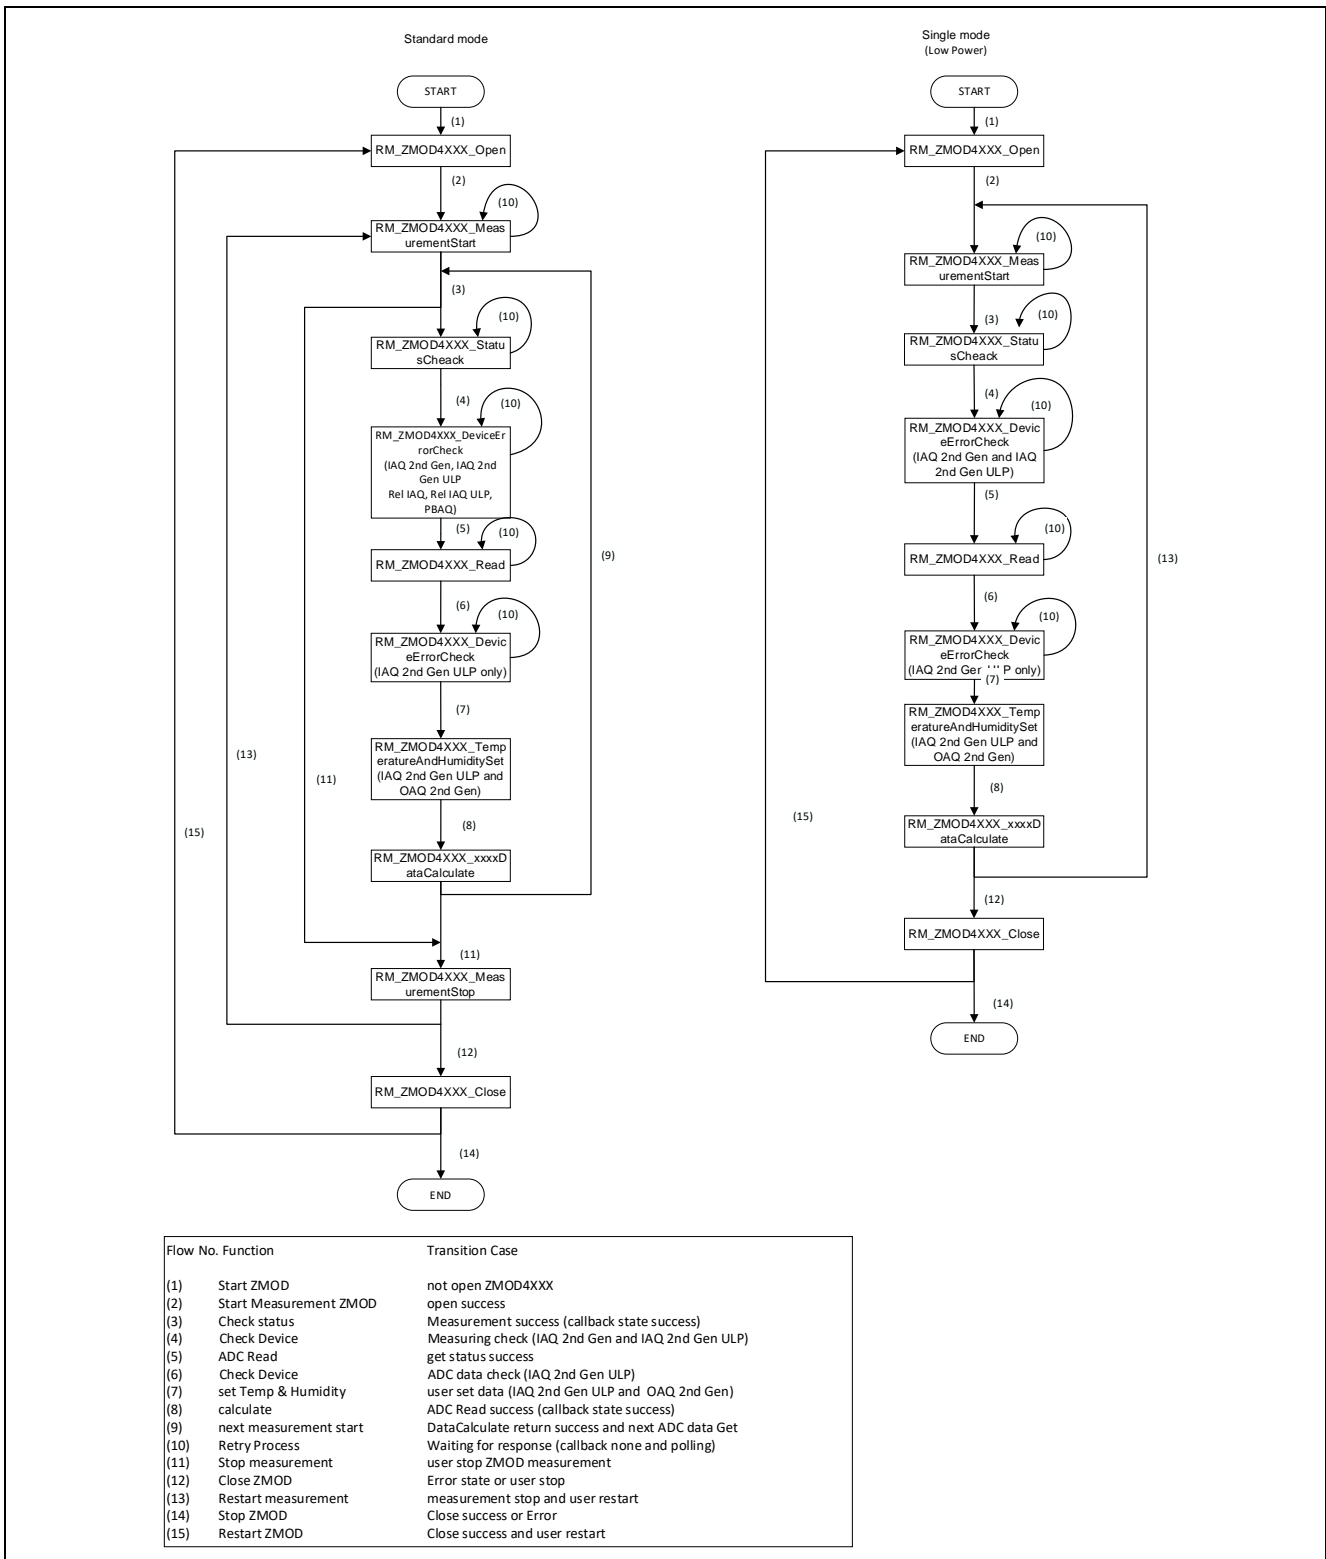 Standard mode
START
(1)
RM_ZMOD4XXX_Open
(2)
(10)
RM_ZMOD4XXX_Meas
urementStart
(3)
(10)
RM_ZMOD4XXX_Statu
sCheack
(4)
(10)
RM_ZMOD4XXX_DeviceEr
rorCheck
(IAQ 2nd Gen, IAQ 2nd
Gen ULP
Rel IAQ, Rel IAQ ULP,
PBAQ)
(5)
(10)
RM_ZMOD4XXX_Read
(9)
(6)
(10)
RM_ZMOD4XXX_Devic
eErrorCheck
(IAQ 2nd Gen ULP only)
(7)
RM_ZMOD4XXX_Temp
eratureAndHumiditySet
(IAQ 2nd Gen ULP and
OAQ 2nd Gen)
(13)
(11)
(8)
(15)
RM_ZMOD4XXX_xxxxD
ataCalculate
(11)
RM_ZMOD4XXX_Meas
urementStop
(12)
RM_ZMOD4XXX_Close
(14)
END
Single mode
(Low Power)
START
(1)
RM_ZMOD4XXX_Open
(2)
(10)
RM_ZMOD4XXX_Meas
urementStart
(3)
(10)
RM_ZMOD4XXX_Statu
sCheack
(4)
(10)
RM_ZMOD4XXX_Devic
eErrorCheck
(IAQ 2nd Gen and IAQ
2nd Gen ULP)
(5)
(10)
RM_ZMOD4XXX_Read
(13)
(6)
(10)
RM_ZMOD4XXX_Devic
eErrorCheck
(IAQ 2nd P only)
(7)
RM_ZMOD4XXX_Temp
eratureAndHumiditySet
(IAQ 2nd Gen ULP and
OAQ 2nd Gen)
(8)
(15)
RM_ZMOD4XXX_xxxxD
ataCalculate
(12)
RM_ZMOD4XXX_Close
(14)
END
Flow No. Function Transition Case
(1) Start ZMOD not open ZMOD4XXX
(2) Start Measurement ZMOD open success
(3) Check status Measurement success (callback state success)
(4) Check Device Measuring check (IAQ 2nd Gen and IAQ 2nd Gen ULP)
(5) ADC Read get status success
(6) Check Device ADC data check (IAQ 2nd Gen ULP)
(7) set Temp & Humidity user set data (IAQ 2nd Gen ULP and OAQ 2nd Gen)
(8) calculate ADC Read success (callback state success)
(9) next measurement start DataCalculate return success and next ADC data Get
(10) Retry Process Waiting for response (callback none and polling)
(11) Stop measurement user stop ZMOD measurement
(12) Close ZMOD Error state or user stop
(13) Restart measurement measurement stop and user restart
(14) Stop ZMOD Close success or Error
(15) Restart ZMOD Close success and user restart